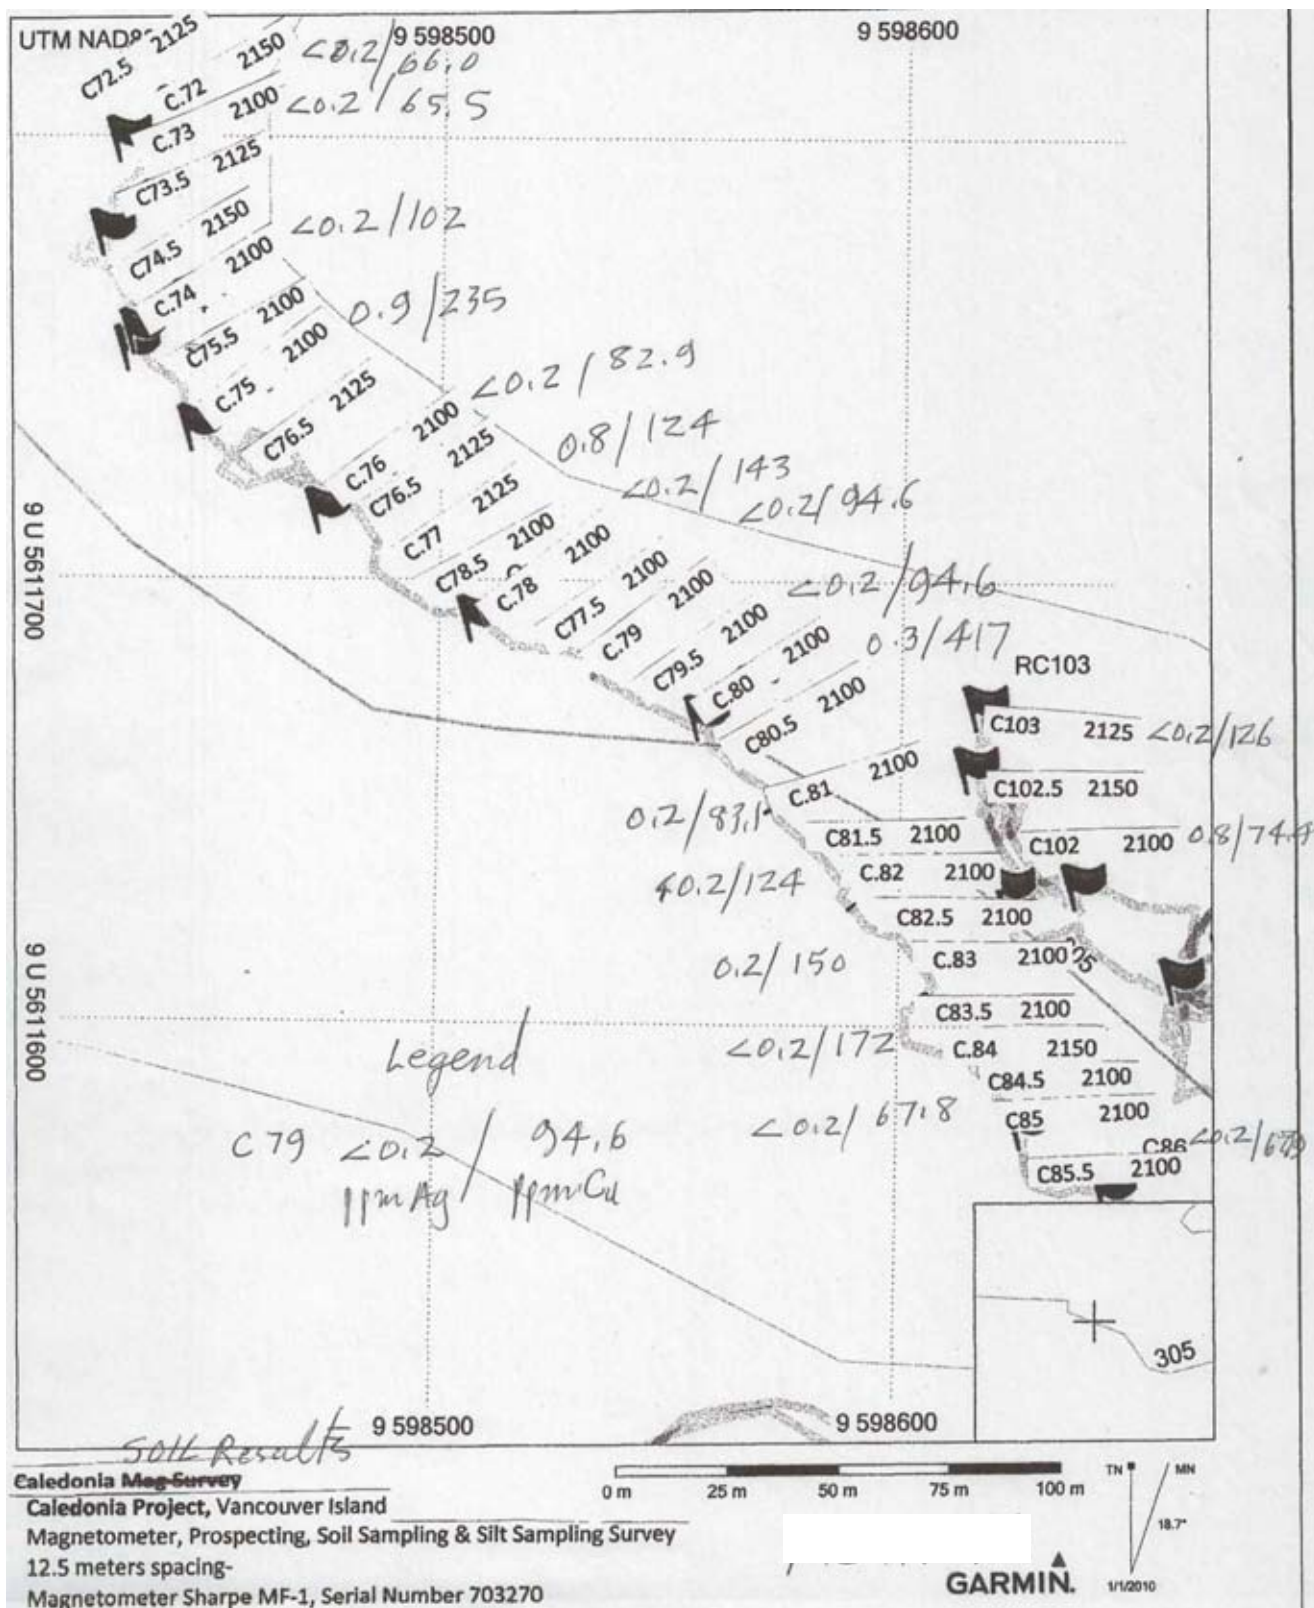 UTM NAD8
9 598500
9 598600
C72.5 2125
C.72 2150 <0.2/66.0
C.73 2100 <0.2/65.5
C73.5 2125
C74.5 2150
C.74 2100 <0.2/102
C75.5 2100
C.75 2100 0.9/235
C76.5 2125
C.76 2100 <0.2/82.9
C76.5 2125
C.77 2125 0.8/124
C78.5 2100
C.78 2100 <0.2/143
C77.5 2100
<0.2/94.6
C.79 2100
C79.5 2100 <0.2/94.6
C.80 2100 0.3/417
C80.5 2100
9 U 5611700
RC103
C103 2125 <0.2/126
C.81 2100
C102.5 2150
0.2/83.1
C81.5 2100
C102 2100 0.8/74.4
<0.2/124
C.82 2100
C82.5 2100
0.2/150
C.83 2100
05
C83.5 2100
9 U 5611600
<0.2/172
C.84 2150
C84.5 2100
<0.2/67.8
C85 2100
C86 <0.2/
C85.5 2100
Legend
C79 <0.2 / 94.6
ppm Ag / ppm Cu
305
9 598500
9 598600
SOIL Results
Caledonia Mag Survey
Caledonia Project, Vancouver Island
Magnetometer, Prospecting, Soil Sampling & Silt Sampling Survey
12.5 meters spacing-
Magnetometer Sharpe MF-1, Serial Number 703270
0 m 25 m 50 m 75 m 100 m
TN MN
18.7°
GARMIN.
1/1/2010